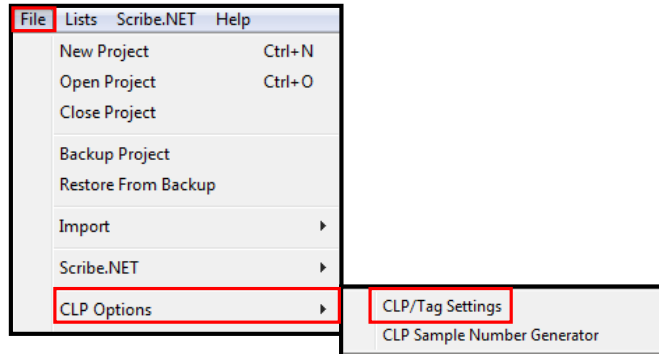 File Lists Scribe.NET Help
New Project Ctrl+N
Open Project Ctrl+O
Close Project
Backup Project
Restore From Backup
Import
Scribe.NET
CLP Options
CLP/Tag Settings
CLP Sample Number Generator